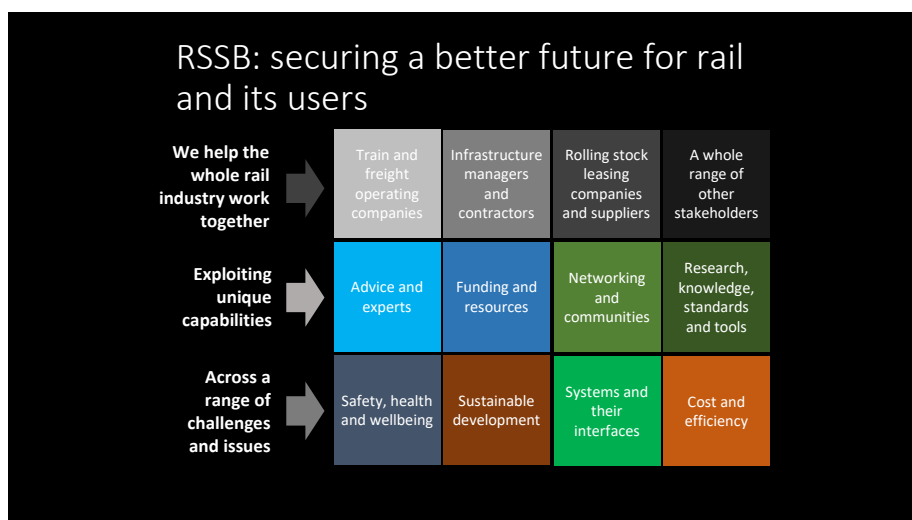 RSSB: securing a better future for rail
and its users
We help the
whole rail
industry work
together
Train and
freight
operating
companies
Infrastructure
managers
and
contractors
Rolling stock
leasing
companies
and suppliers
A whole
range of
other
stakeholders
Exploiting
unique
capabilities
Advice and
experts
Funding and
resources
Networking
and
communities
Research,
knowledge,
standards
and tools
Across a
range of
challenges
and issues
Safety, health
and wellbeing
Sustainable
development
Systems and
their
interfaces
Cost and
efficiency